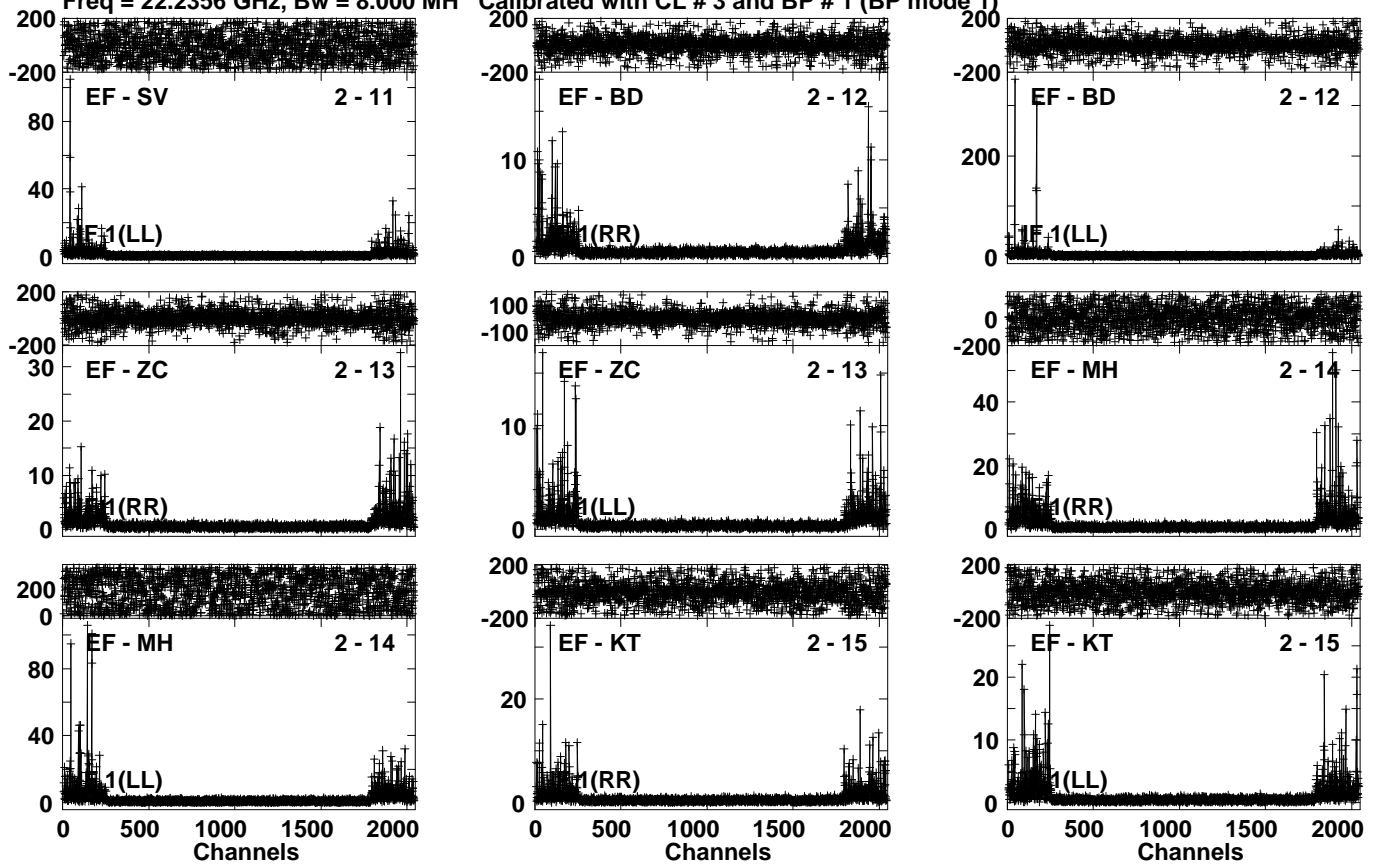 Freq = 22.2356 GHz, Bw = 8.000 MH Calibrated with CL # 3 and BP # 1 (BP mode 1)
200 200 200
-200 -200 -200
EF - SV 2 - 11 EF - BD 2 - 12 EF - BD 2 - 12
80
10 200
40
IF 1(LL) 1(RR) IF 1(LL)
0 0 0
200 100 0
-200 -100 -200
EF - ZC 2 - 13 EF - ZC 2 - 13 EF - MH 2 - 14
30
40
20
10 20
10
1(RR) 1(LL) 1(RR)
0 0 0
200 200 200
0 -200 -200
EF - MH 2 - 14 EF - KT 2 - 15 EF - KT 2 - 15
80
20 20
40
10
1(LL) 1(RR) 1(LL)
0 0 0
0 500 1000 1500 2000 0 500 1000 1500 2000 0 500 1000 1500 2000
Channels Channels Channels